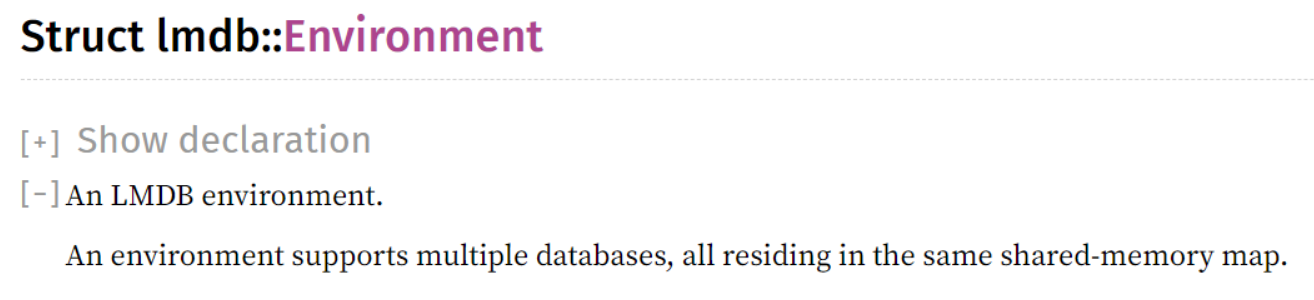 Struct lmdb::Environment
[+] Show declaration
[−] An LMDB environment.
An environment supports multiple databases, all residing in the same shared-memory map.